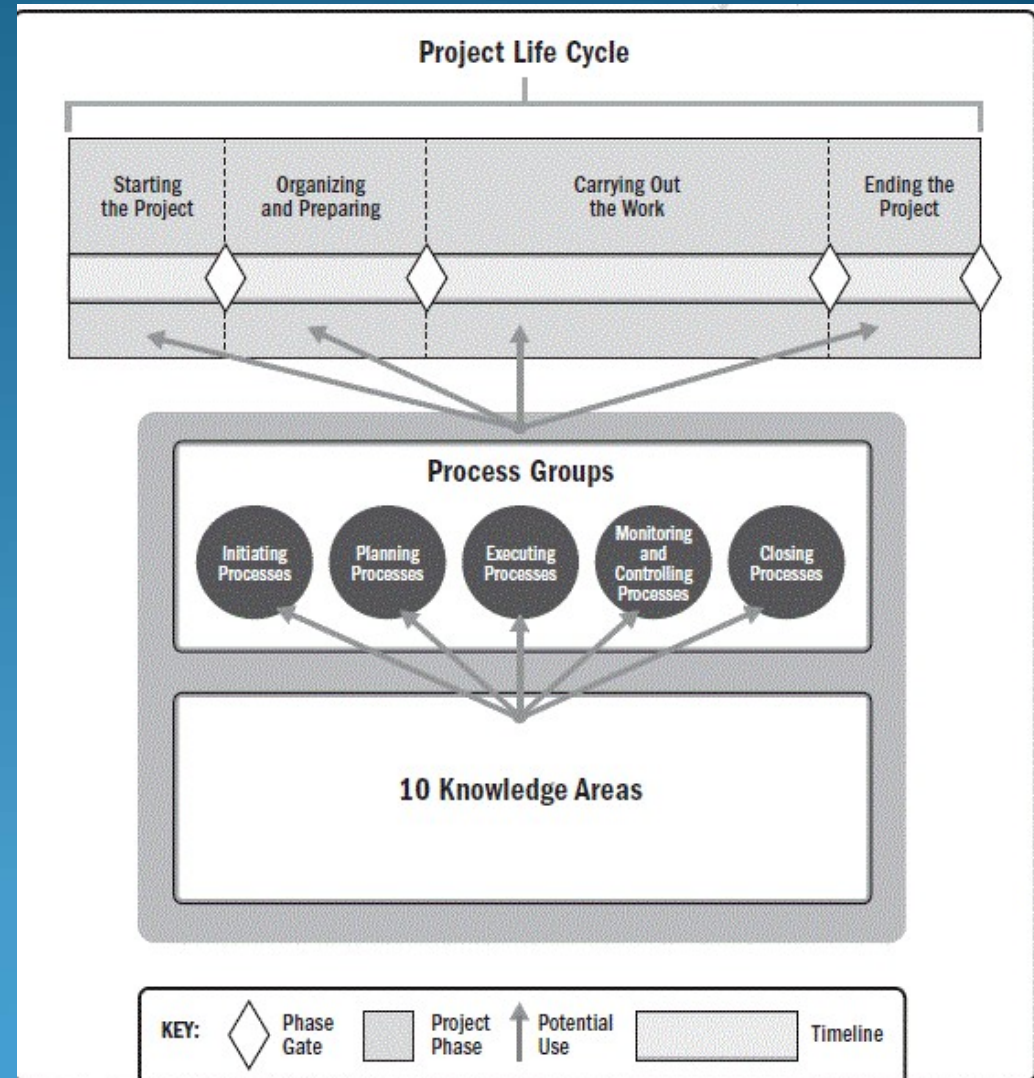 Project Life Cycle
Starting
the Project
Organizing
and Preparing
Carrying Out
the Work
Ending the
Project
Process Groups
Initiating
Processes
Planning
Processes
Executing
Processes
Monitoring
and
Controlling
Processes
Closing
Processes
10 Knowledge Areas
KEY:
Phase
Gate
Project
Phase
Potential
Use
Timeline